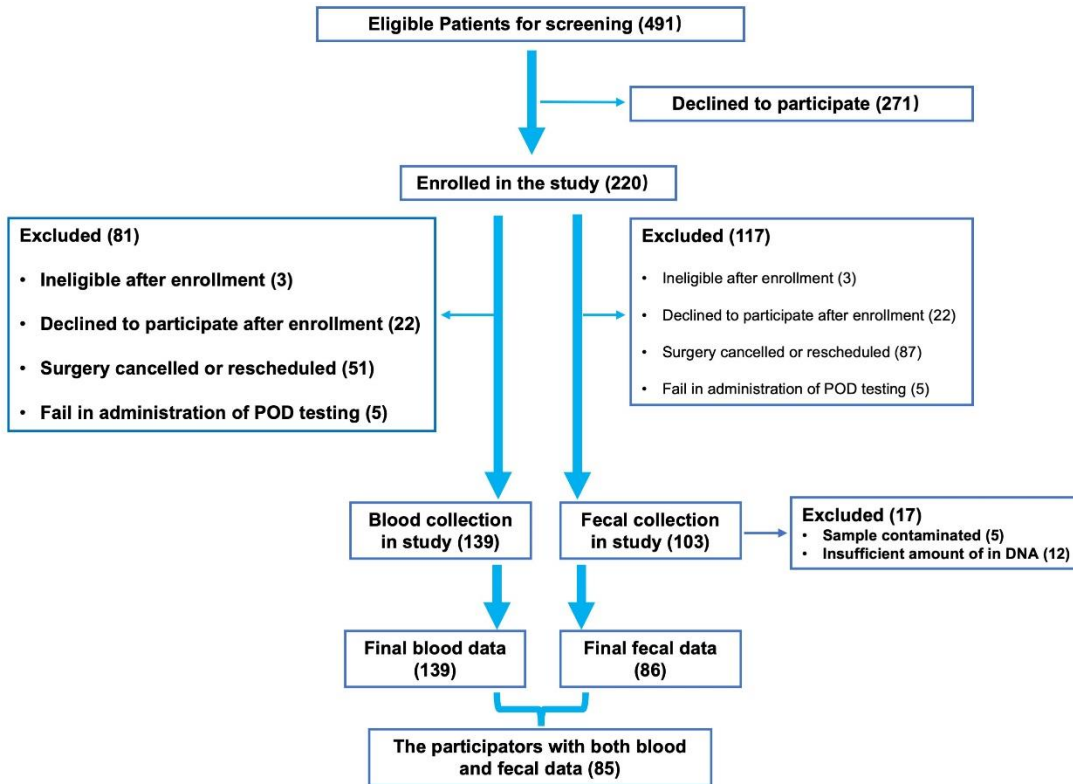 Eligible Patients for screening (491)
Declined to participate (271)
Enrolled in the study (220)
Excluded (81)
• Ineligible after enrollment (3)
• Declined to participate after enrollment (22)
• Surgery cancelled or rescheduled (51)
• Fail in administration of POD testing (5)
Excluded (117)
• Ineligible after enrollment (3)
• Declined to participate after enrollment (22)
• Surgery cancelled or rescheduled (87)
• Fail in administration of POD testing (5)
Blood collection
in study (139)
Fecal collection
in study (103)
Excluded (17)
• Sample contaminated (5)
• Insufficient amount of in DNA (12)
Final blood data
(139)
Final fecal data
(86)
The participators with both blood
and fecal data (85)